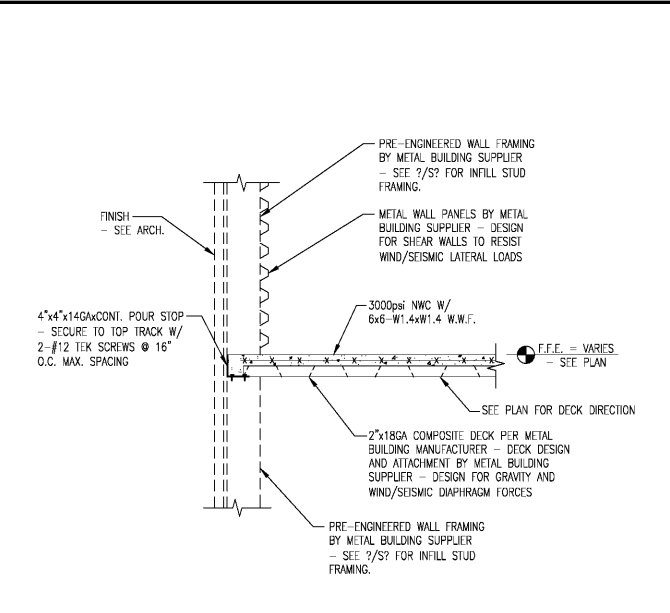 PRE-ENGINEERED WALL FRAMING
BY METAL BUILDING SUPPLIER
- SEE ?/S? FOR INFILL STUD
FRAMING.
FINISH
- SEE ARCH.
METAL WALL PANELS BY METAL
BUILDING SUPPLIER - DESIGN
FOR SHEAR WALLS TO RESIST
WIND/SEISMIC LATERAL LOADS
4"x4"x14GAxCONT. POUR STOP
- SECURE TO TOP TRACK W/
2-#12 TEK SCREWS @ 16"
O.C. MAX. SPACING
3000psi NWC W/
6x6-W1.4xW1.4 W.W.F.
F.F.E. = VARIES
- SEE PLAN
SEE PLAN FOR DECK DIRECTION
2"x18GA COMPOSITE DECK PER METAL
BUILDING MANUFACTURER - DECK DESIGN
AND ATTACHMENT BY METAL BUILDING
SUPPLIER - DESIGN FOR GRAVITY AND
WIND/SEISMIC DIAPHRAGM FORCES
PRE-ENGINEERED WALL FRAMING
BY METAL BUILDING SUPPLIER
- SEE ?/S? FOR INFILL STUD
FRAMING.